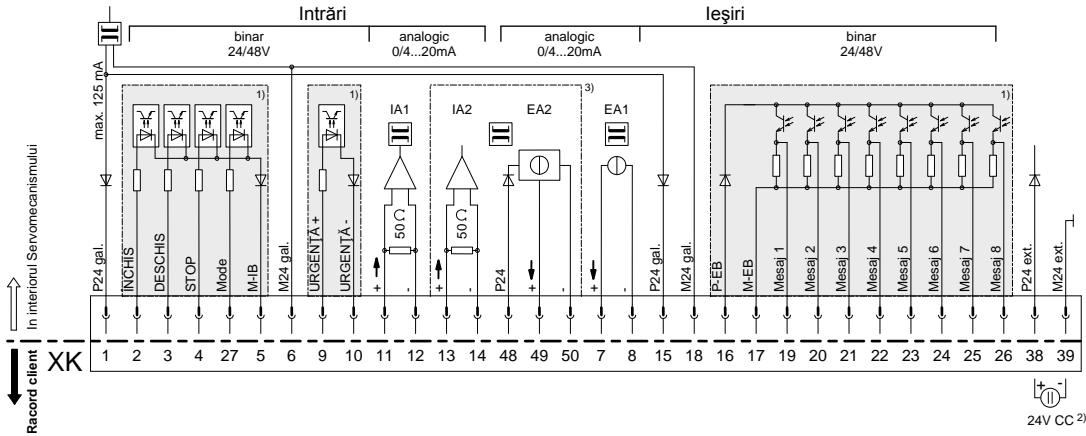 Intrări
Ieşiri
binar
24/48V
analogic
0/4...20mA
analogic
0/4...20mA
binar
24/48V
max. 125 mA
1)
1)
3)
1)
IA1
IA2
EA2
EA1
50 Ω
50 Ω
In interiorul Servomecanismului
P24 gal.
ÎNCHIS
DESCHIS
STOP
Mode
M-IB
M24 gal.
URGENŢĂ +
URGENŢĂ -
+ -
+ -
P24
+ -
+ -
P24 gal.
M24 gal.
P-EB
M-EB
Mesaj 1
Mesaj 2
Mesaj 3
Mesaj 4
Mesaj 5
Mesaj 6
Mesaj 7
Mesaj 8
P24 ext.
M24 ext.
Racord client
XK 1 2 3 4 27 5 6 9 10 11 12 13 14 48 49 50 7 8 15 18 16 17 19 20 21 22 23 24 25 26 38 39
+ -
24V CC 2)